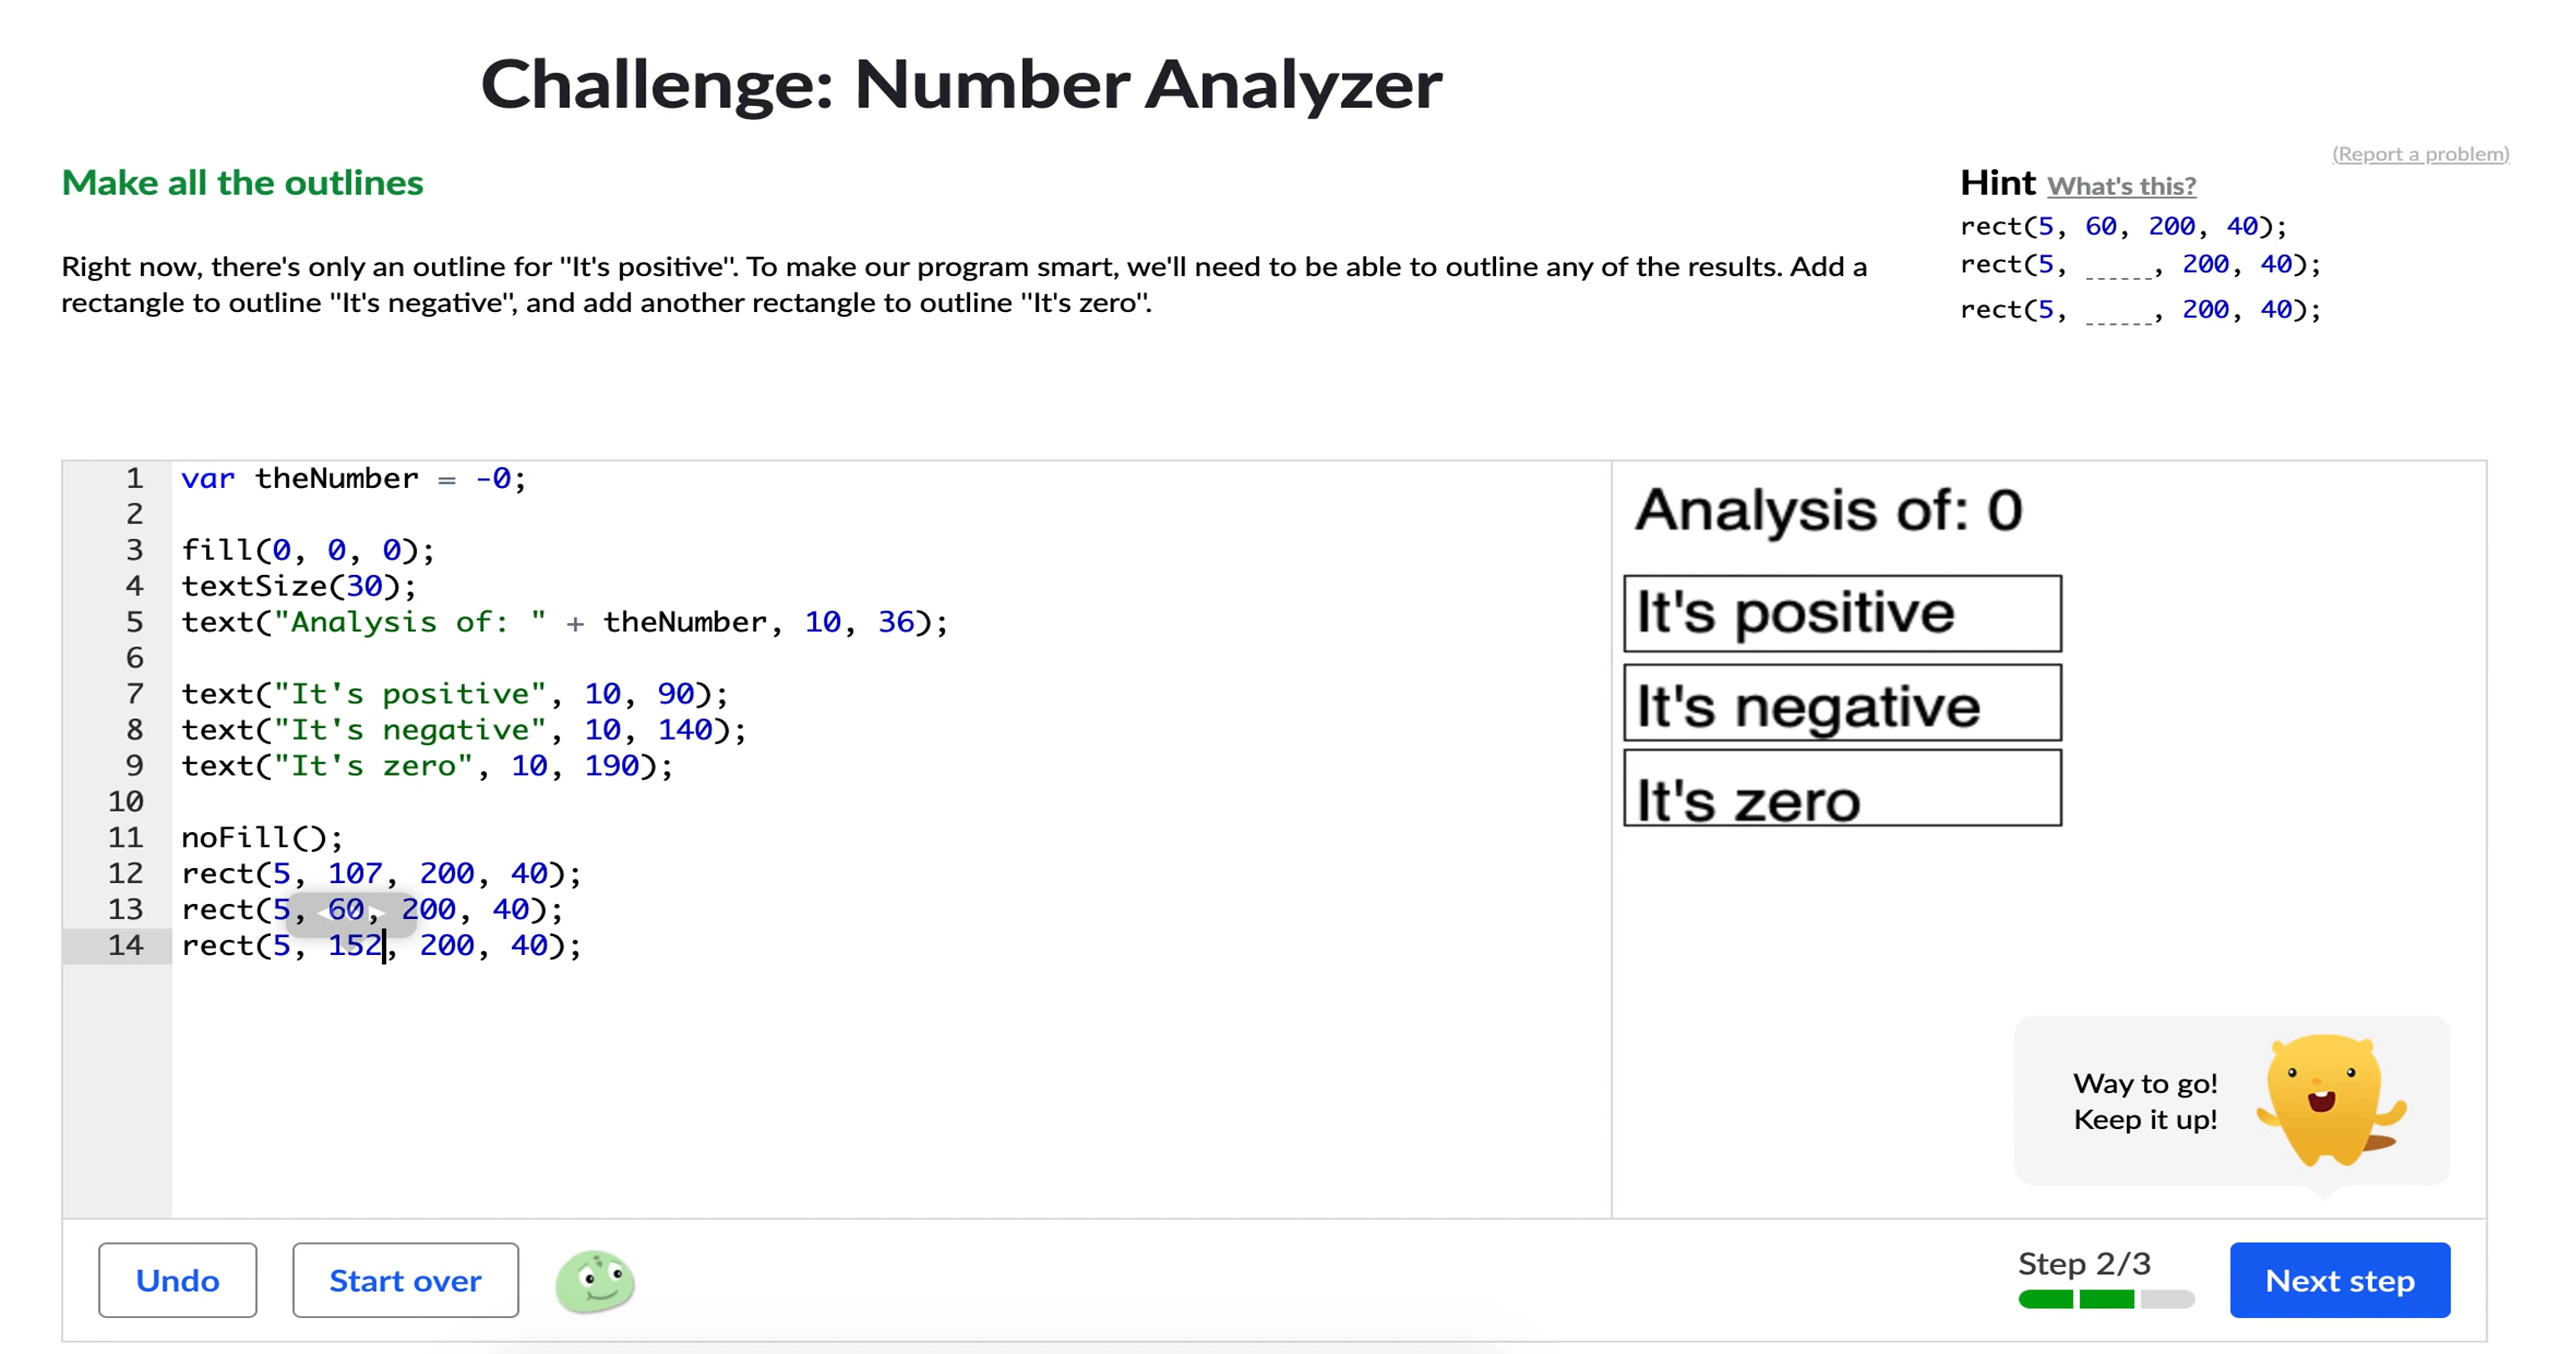 Challenge: Number Analyzer
(Report a problem)
Make all the outlines
Right now, there's only an outline for "It's positive". To make our program smart, we'll need to be able to outline any of the results. Add a
rectangle to outline "It's negative", and add another rectangle to outline "It's zero".
Hint What's this?
rect(5, 60, 200, 40);
rect(5, ______, 200, 40);
rect(5, ______, 200, 40);
1 var theNumber = -0;
2
3 fill(0, 0, 0);
4 textSize(30);
5 text("Analysis of: " + theNumber, 10, 36);
6
7 text("It's positive", 10, 90);
8 text("It's negative", 10, 140);
9 text("It's zero", 10, 190);
10
11 noFill();
12 rect(5, 107, 200, 40);
13 rect(5, 60, 200, 40);
14 rect(5, 152, 200, 40);
Analysis of: 0
It's positive
It's negative
It's zero
Way to go!
Keep it up!
Undo
Start over
Step 2/3
Next step